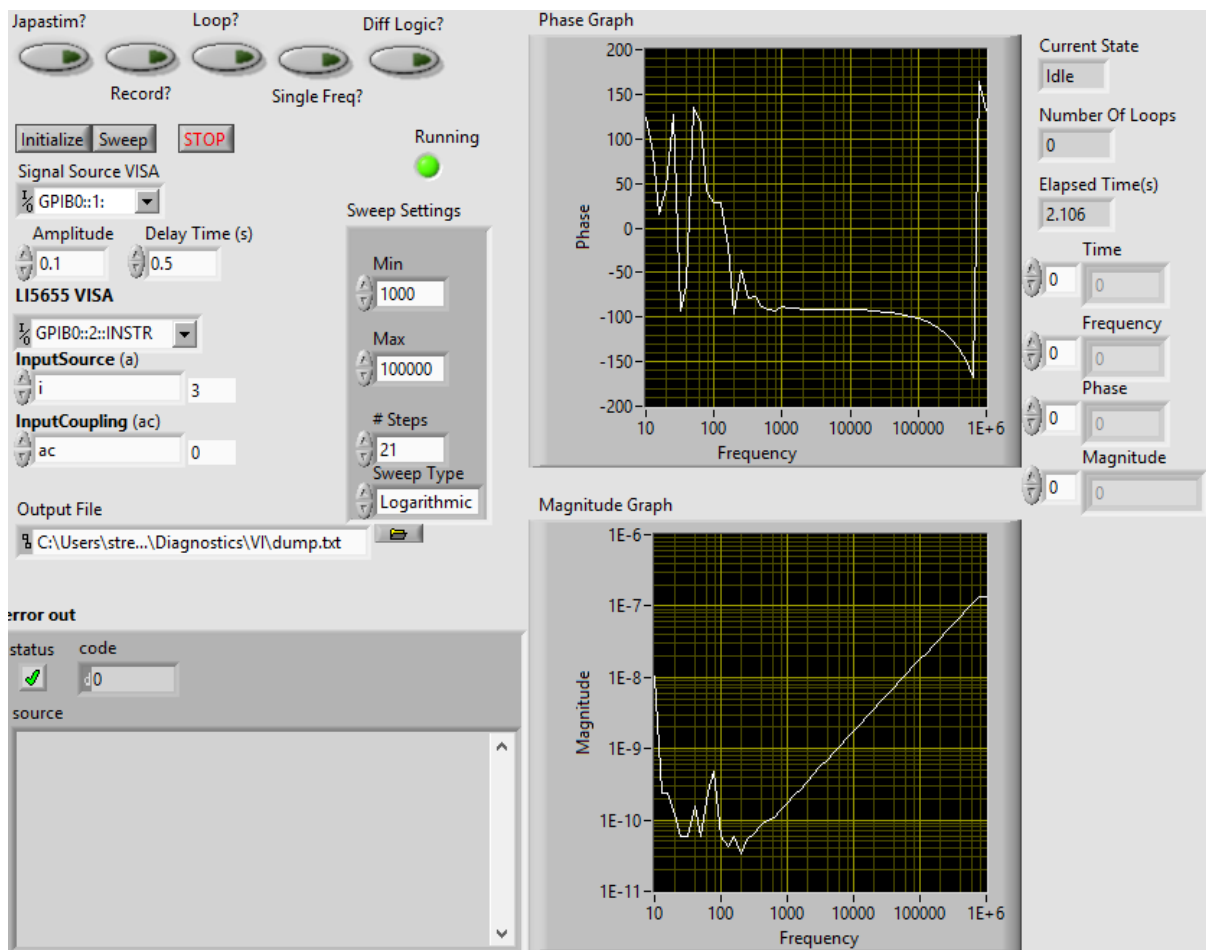 Japastim?
Loop?
Diff Logic?
Record?
Single Freq?
Initialize
Sweep
STOP
Running
Signal Source VISA
I/O GPIB0::1:
Amplitude
Delay Time (s)
0.1
0.5
LI5655 VISA
I/O GPIB0::2::INSTR
InputSource (a)
i
3
InputCoupling (ac)
ac
0
Sweep Settings
Min
1000
Max
100000
# Steps
21
Sweep Type
Logarithmic
Output File
C:\Users\stre...\Diagnostics\VI\dump.txt
error out
status
code
d 0
source
Phase Graph
Phase
200
150
100
50
0
-50
-100
-150
-200
10
100
1000
10000
100000
1E+6
Frequency
Magnitude Graph
Magnitude
1E-6
1E-7
1E-8
1E-9
1E-10
1E-11
10
100
1000
10000
100000
1E+6
Frequency
Current State
Idle
Number Of Loops
0
Elapsed Time(s)
2.106
Time
0
0
Frequency
0
0
Phase
0
0
Magnitude
0
0